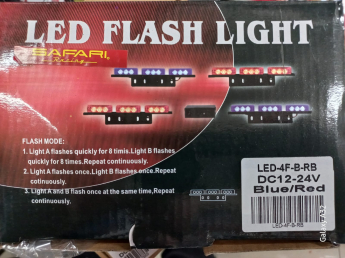 LED FLASH LIGHT
SAFARI
Racing
FLASH MODE:
1. Light A flashes quickly for 8 timis.Light B flashes
quickly for 8 times,Repeat continuously.
2. Light A flashes once.Light B flashes once.Repeat
continuously.
3. Light A and B flash once at the same time,Repeat
continuously.
LED-4F-B-RB
DC12-24V
Blue/Red
LED-4F-B-RB